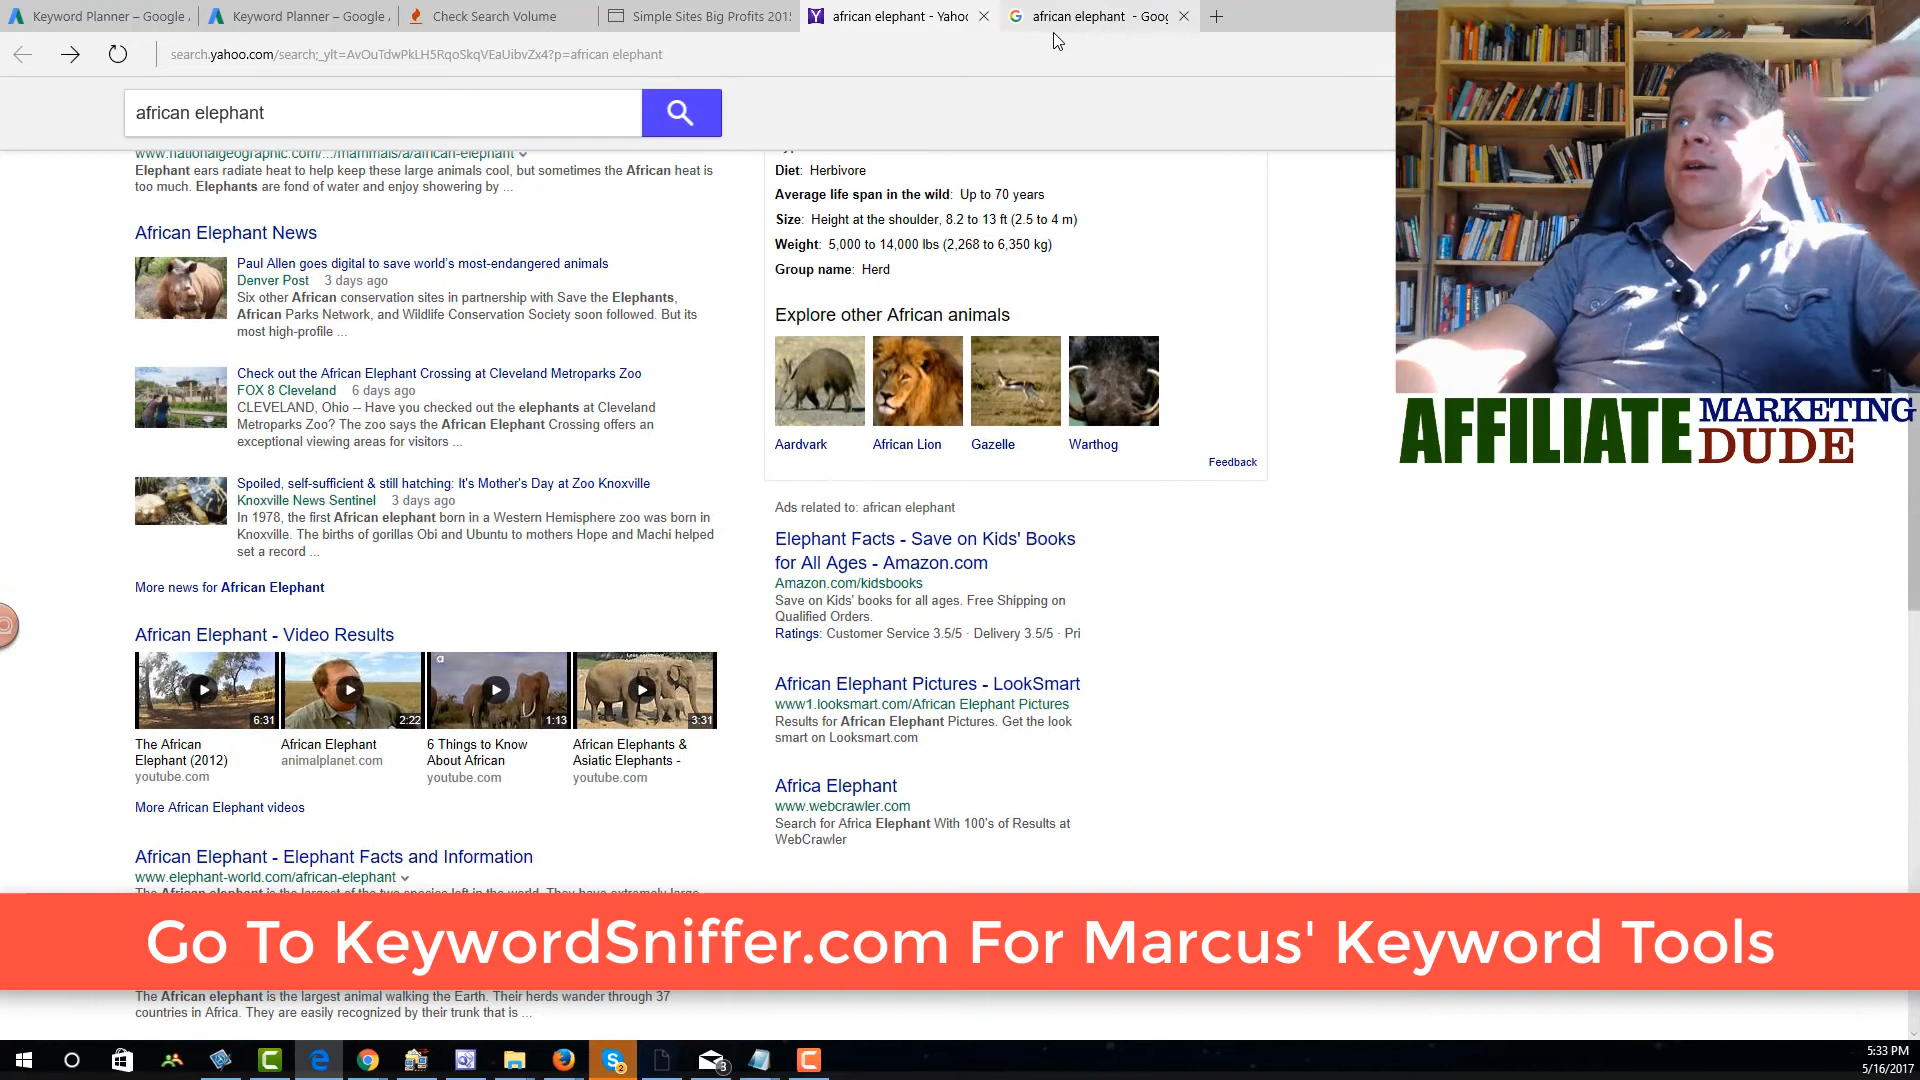 Keyword Planner – Google
Keyword Planner – Google
Check Search Volume
Simple Sites Big Profits 2015
african elephant - Yahoo
african elephant - Goog
search.yahoo.com/search;_ylt=AvOuTdwPkLH5RqoSkqVEaUibvZx4?p=african elephant
african elephant
www.nationalgeographic.com/.../mammals/a/african-elephant
Elephant ears radiate heat to help keep these large animals cool, but sometimes the African heat is
too much. Elephants are fond of water and enjoy showering by ...
African Elephant News
Paul Allen goes digital to save world's most-endangered animals
Denver Post 3 days ago
Six other African conservation sites in partnership with Save the Elephants,
African Parks Network, and Wildlife Conservation Society soon followed. But its
most high-profile ...
Check out the African Elephant Crossing at Cleveland Metroparks Zoo
FOX 8 Cleveland 6 days ago
CLEVELAND, Ohio -- Have you checked out the elephants at Cleveland
Metroparks Zoo? The zoo says the African Elephant Crossing offers an
exceptional viewing areas for visitors ...
Spoiled, self-sufficient & still hatching: It's Mother's Day at Zoo Knoxville
Knoxville News Sentinel 3 days ago
In 1978, the first African elephant born in a Western Hemisphere zoo was born in
Knoxville. The births of gorillas Obi and Ubuntu to mothers Hope and Machi helped
set a record ...
More news for African Elephant
African Elephant - Video Results
6:31
2:22
1:13
3:31
The African
Elephant (2012)
youtube.com
African Elephant
animalplanet.com
6 Things to Know
About African
youtube.com
African Elephants &
Asiatic Elephants -
youtube.com
More African Elephant videos
African Elephant - Elephant Facts and Information
www.elephant-world.com/african-elephant
The African elephant is the largest of the two species left in the world. They have extremely large
Diet: Herbivore
Average life span in the wild: Up to 70 years
Size: Height at the shoulder, 8.2 to 13 ft (2.5 to 4 m)
Weight: 5,000 to 14,000 lbs (2,268 to 6,350 kg)
Group name: Herd
Explore other African animals
Aardvark
African Lion
Gazelle
Warthog
Feedback
Ads related to: african elephant
Elephant Facts - Save on Kids' Books
for All Ages - Amazon.com
Amazon.com/kidsbooks
Save on Kids' books for all ages. Free Shipping on
Qualified Orders.
Ratings: Customer Service 3.5/5 · Delivery 3.5/5 · Pri
African Elephant Pictures - LookSmart
www1.looksmart.com/African Elephant Pictures
Results for African Elephant Pictures. Get the look
smart on Looksmart.com
Africa Elephant
www.webcrawler.com
Search for Africa Elephant With 100's of Results at
WebCrawler
AFFILIATE MARKETING
DUDE
Go To KeywordSniffer.com For Marcus' Keyword Tools
The African elephant is the largest animal walking the Earth. Their herds wander through 37
countries in Africa. They are easily recognized by their trunk that is ...
2
3
5:33 PM
5/16/2017